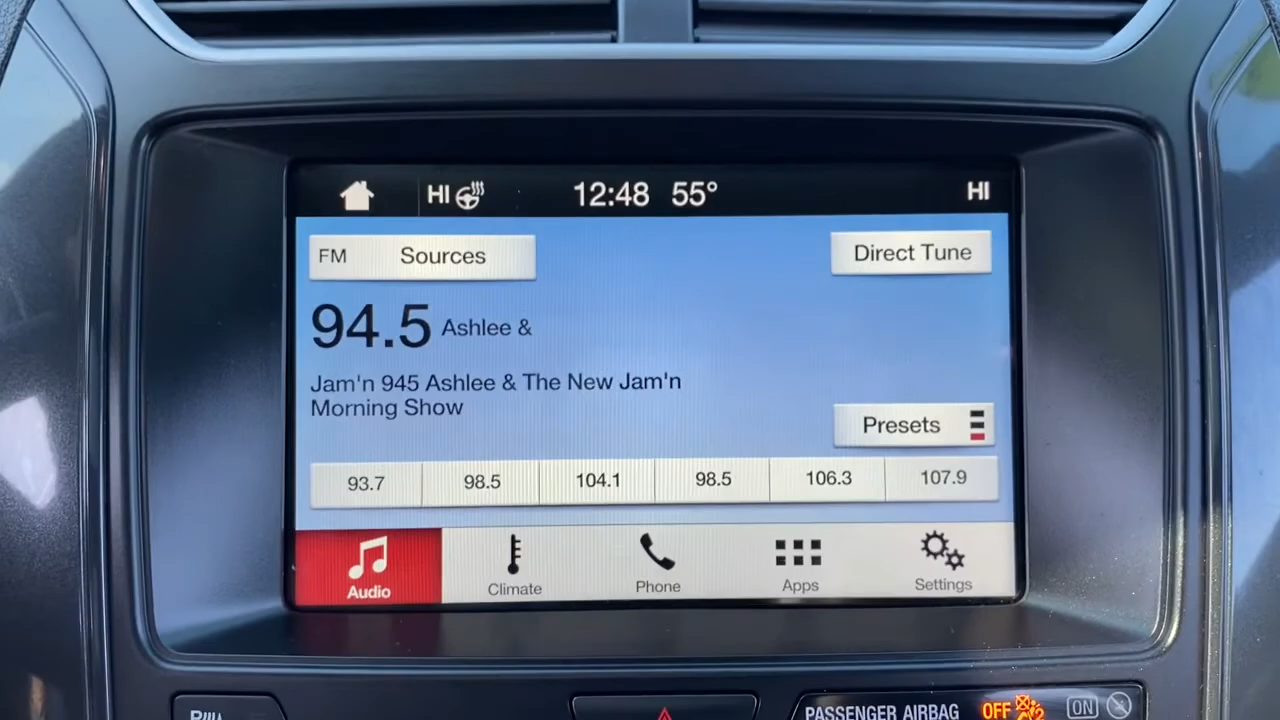 HI 12:48 55° HI
FM Sources Direct Tune
94.5 Ashlee &
Jam'n 945 Ashlee & The New Jam'n
Morning Show
Presets
93.7 98.5 104.1 98.5 106.3 107.9
Audio Climate Phone Apps Settings
PASSENGER AIRBAG OFF ON